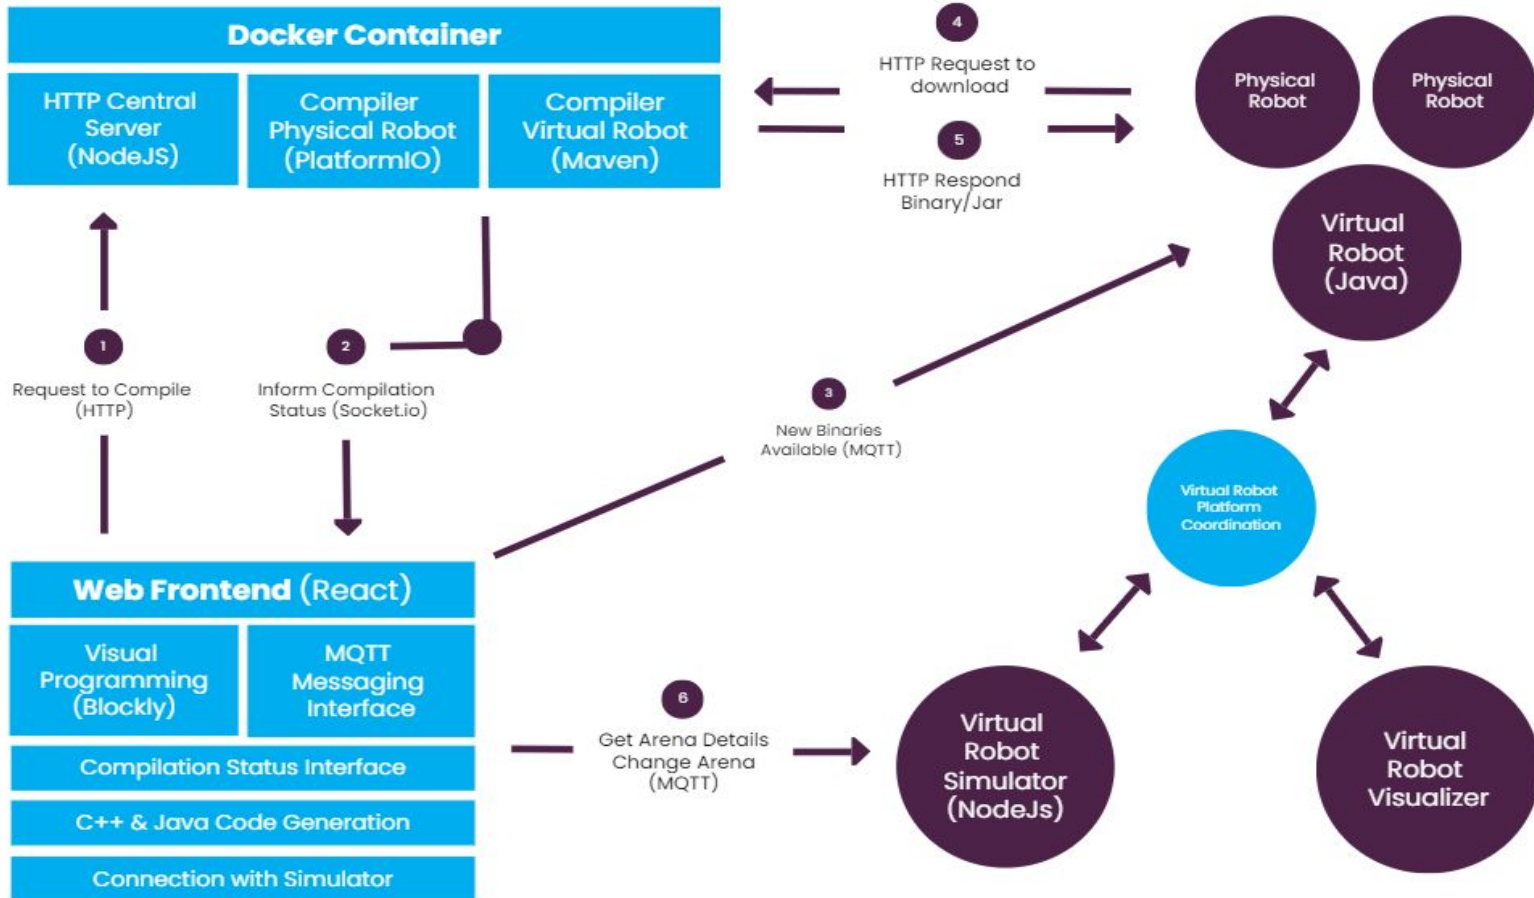 Docker Container
HTTP Central
Server
(NodeJS)
Compiler
Physical Robot
(PlatformIO)
Compiler
Virtual Robot
(Maven)
4
HTTP Request to
download
5
HTTP Respond
Binary/Jar
Physical
Robot
Physical
Robot
Virtual
Robot
(Java)
1
Request to Compile
(HTTP)
2
Inform Compilation
Status (Socket.io)
3
New Binaries
Available (MQTT)
Virtual Robot
Platform
Coordination
Web Frontend (React)
Visual
Programming
(Blockly)
MQTT
Messaging
Interface
Compilation Status Interface
C++ & Java Code Generation
Connection with Simulator
6
Get Arena Details
Change Arena
(MQTT)
Virtual
Robot
Simulator
(NodeJs)
Virtual
Robot
Visualizer